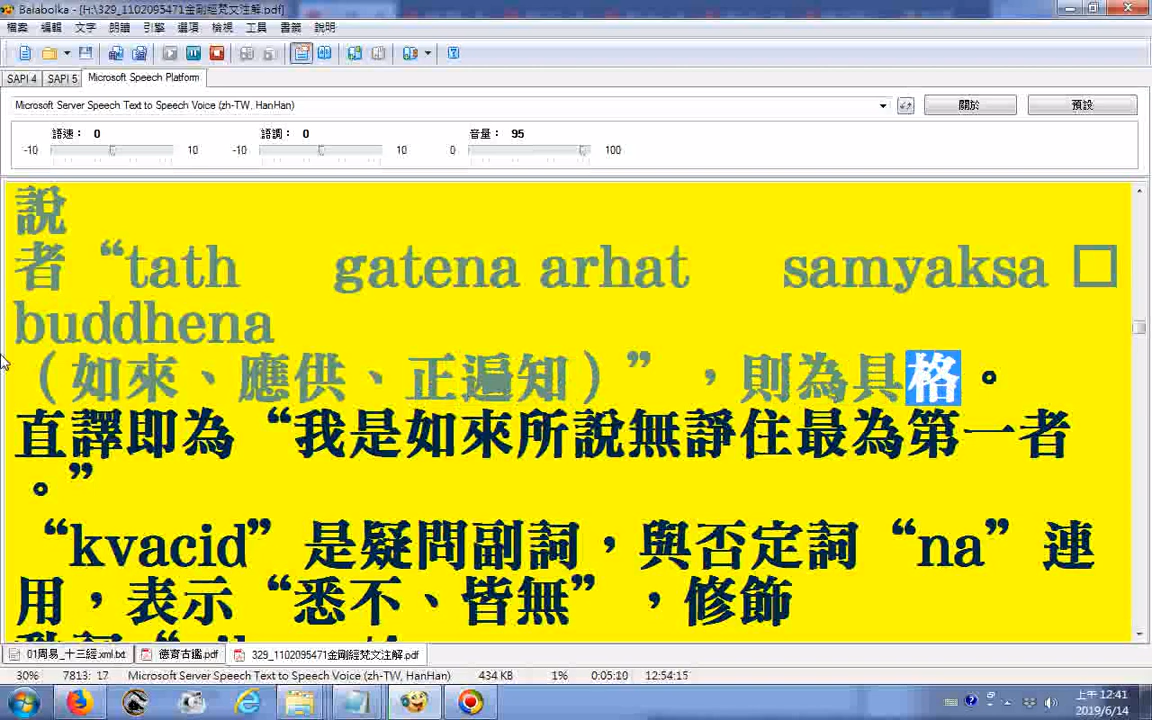 Balabolka - [H:\329_1102095471金剛經梵文注解.pdf]
檔案 編輯 文字 朗讀 引擎 選項 檢視 工具 書籤 說明
SAPI 4 SAPI 5 Microsoft Speech Platform
Microsoft Server Speech Text to Speech Voice (zh-TW, HanHan) 關於 預設
語速： 0 語調： 0 音量： 95
-10 10 -10 10 0 100
說
者“tath gatena arhat samyaksa □
buddhena
（如來、應供、正遍知）”，則為具格。
直譯即為“我是如來所說無諍住最為第一者
。”
“kvacid”是疑問副詞，與否定詞“na”連
用，表示“悉不、皆無”，修飾
01周易_十三經.xml.txt 德育古鑑.pdf 329_1102095471金剛經梵文注解.pdf
30% 7813: 17 Microsoft Server Speech Text to Speech Voice (zh-TW, HanHan) 434 KB 1% 0:05:10 12:54:15
上午 12:41
2019/6/14